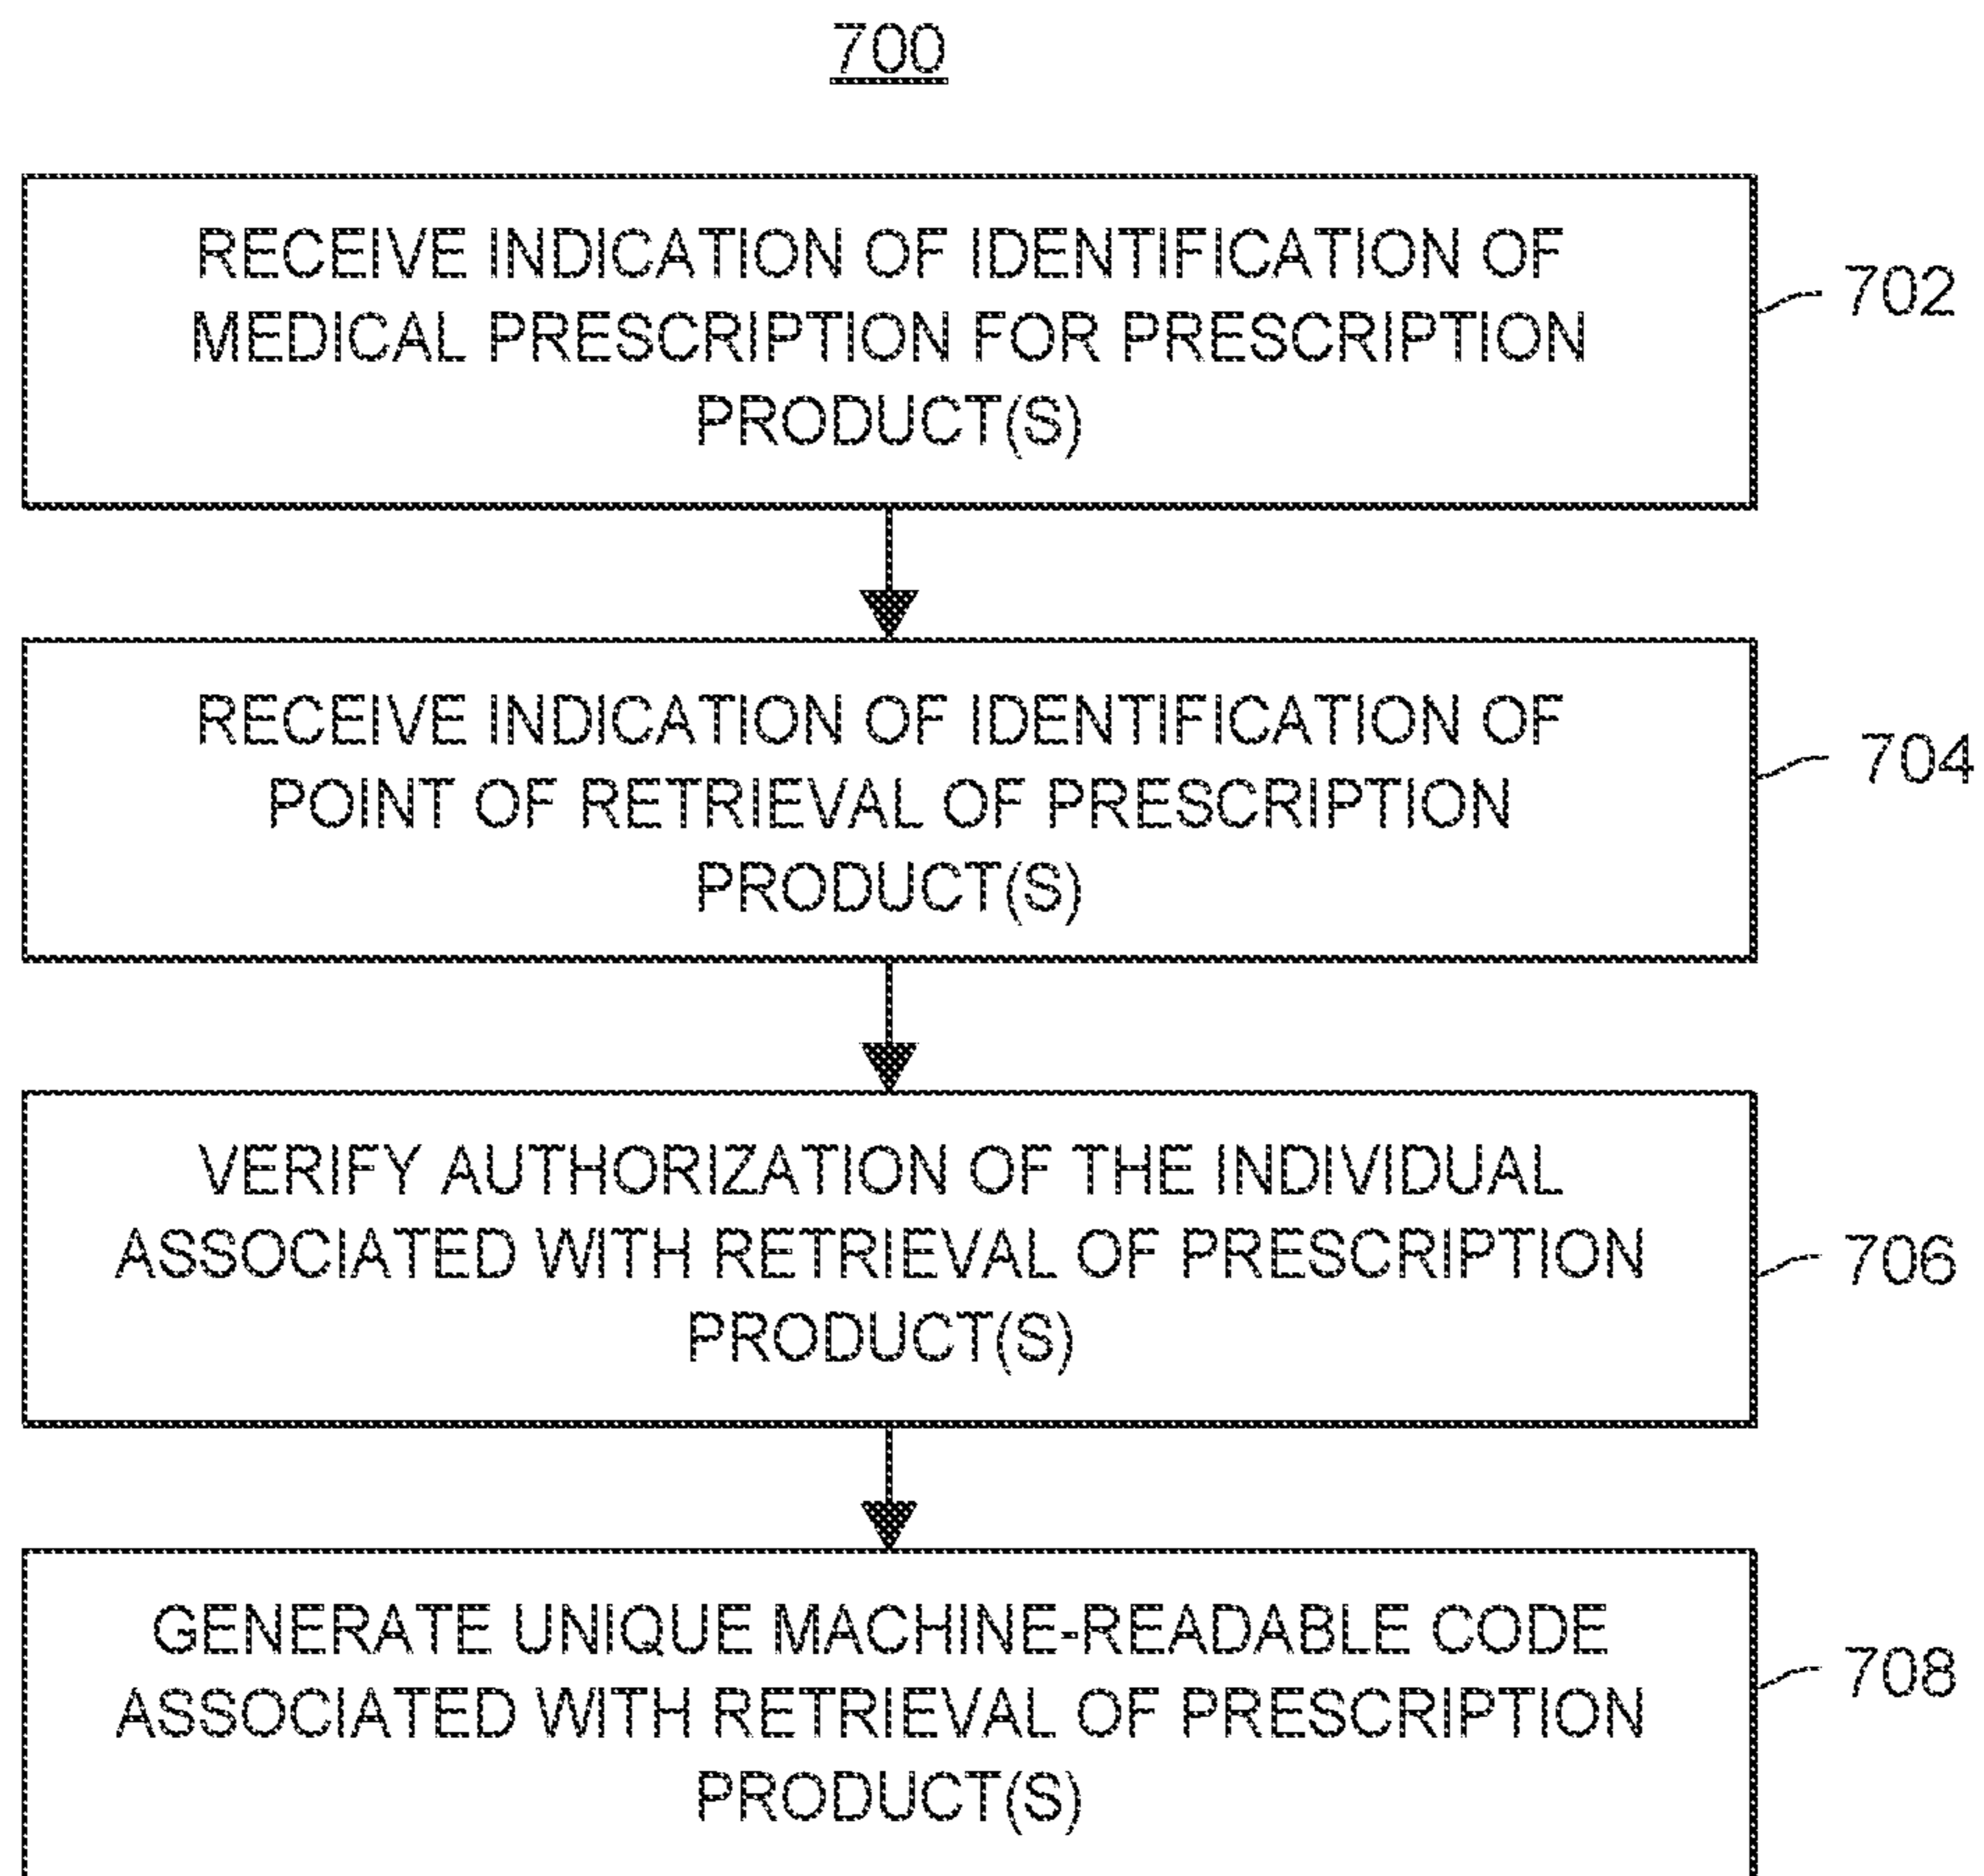 700
RECEIVE INDICATION OF IDENTIFICATION OF
MEDICAL PRESCRIPTION FOR PRESCRIPTION
PRODUCT(S)
702
RECEIVE INDICATION OF IDENTIFICATION OF
POINT OF RETRIEVAL OF PRESCRIPTION
PRODUCT(S)
704
VERIFY AUTHORIZATION OF THE INDIVIDUAL
ASSOCIATED WITH RETRIEVAL OF PRESCRIPTION
PRODUCT(S)
706
GENERATE UNIQUE MACHINE-READABLE CODE
ASSOCIATED WITH RETRIEVAL OF PRESCRIPTION
PRODUCT(S)
708